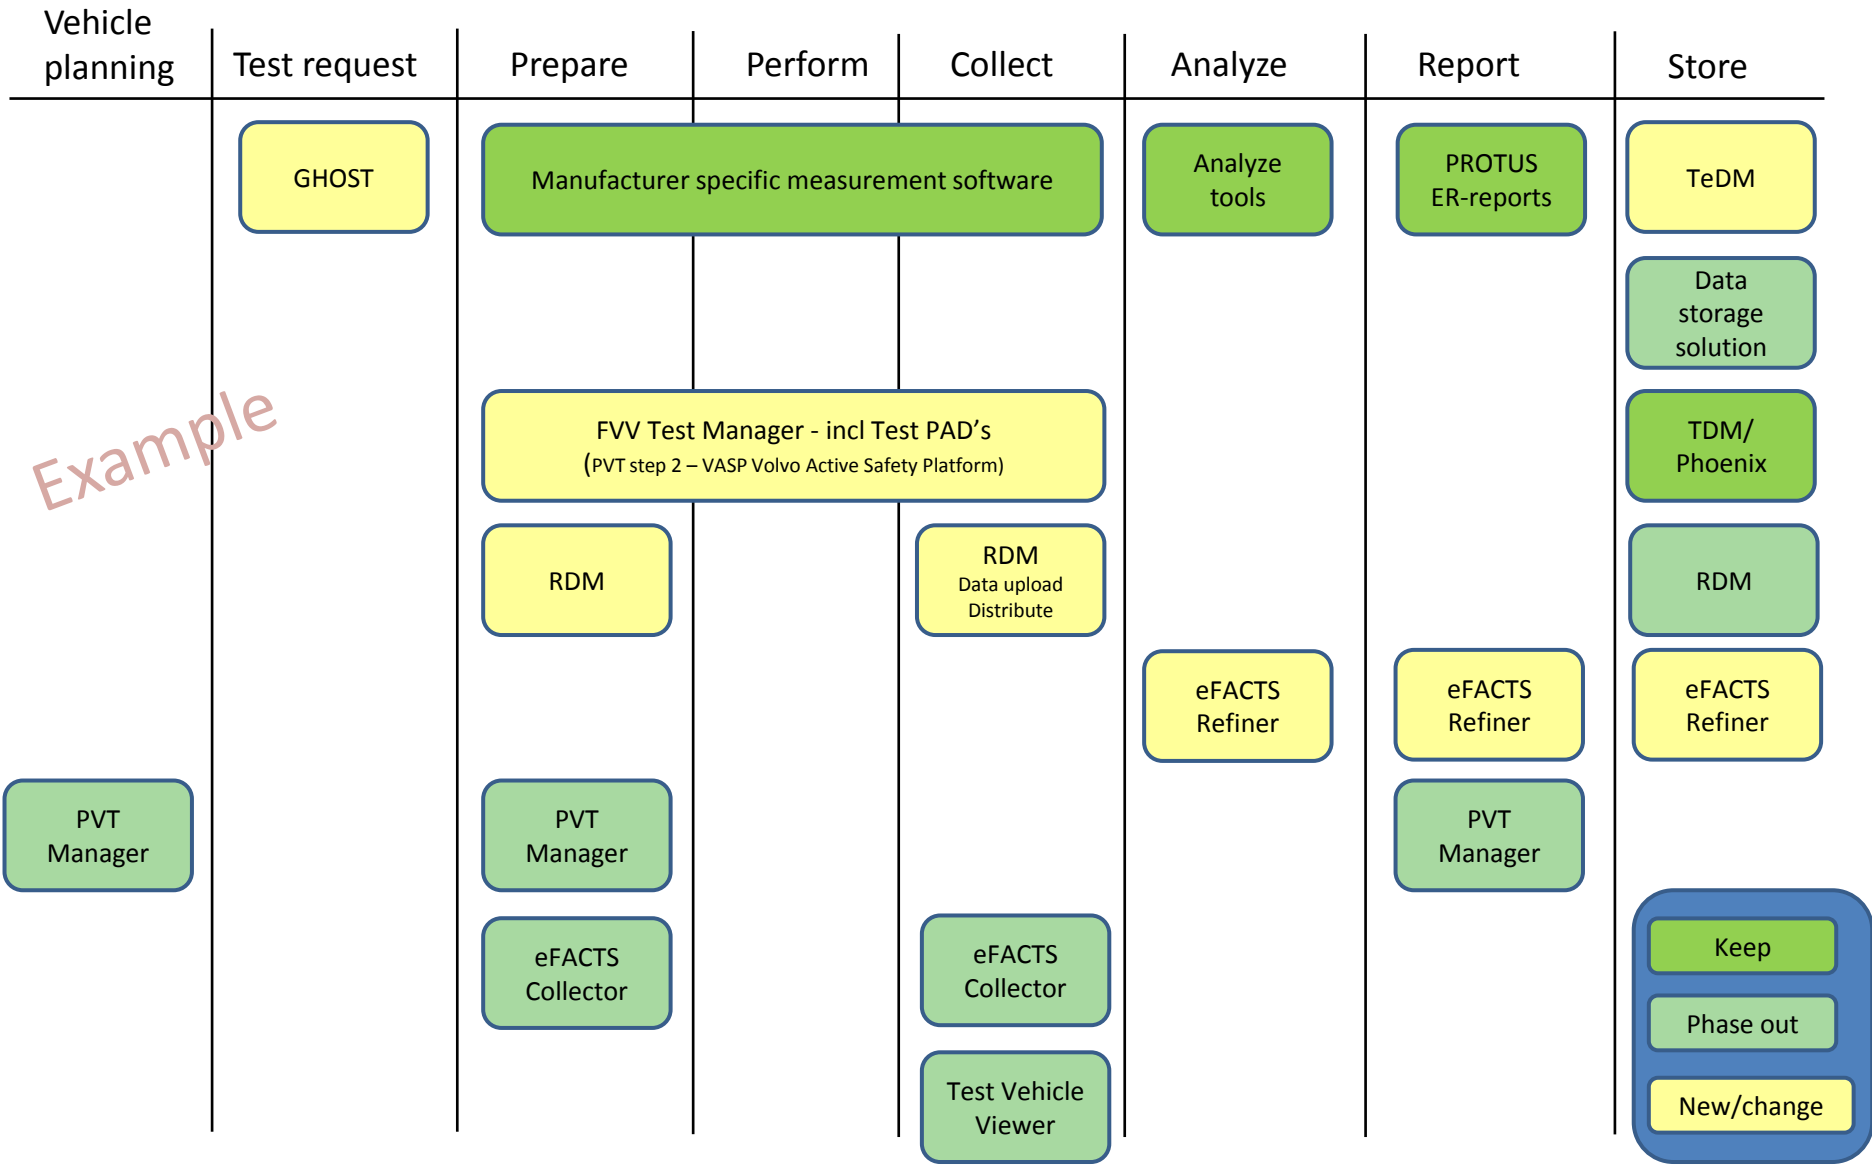 Vehicle
planning
Test request
Prepare
Perform
Collect
Analyze
Report
Store
GHOST
Manufacturer specific measurement software
Analyze
tools
PROTUS
ER-reports
TeDM
Data
storage
solution
Example
FVV Test Manager - incl Test PAD’s
(PVT step 2 – VASP Volvo Active Safety Platform)
TDM/
Phoenix
RDM
RDM
Data upload
Distribute
RDM
eFACTS
Refiner
eFACTS
Refiner
eFACTS
Refiner
PVT
Manager
PVT
Manager
PVT
Manager
eFACTS
Collector
eFACTS
Collector
Test Vehicle
Viewer
Keep
Phase out
New/change